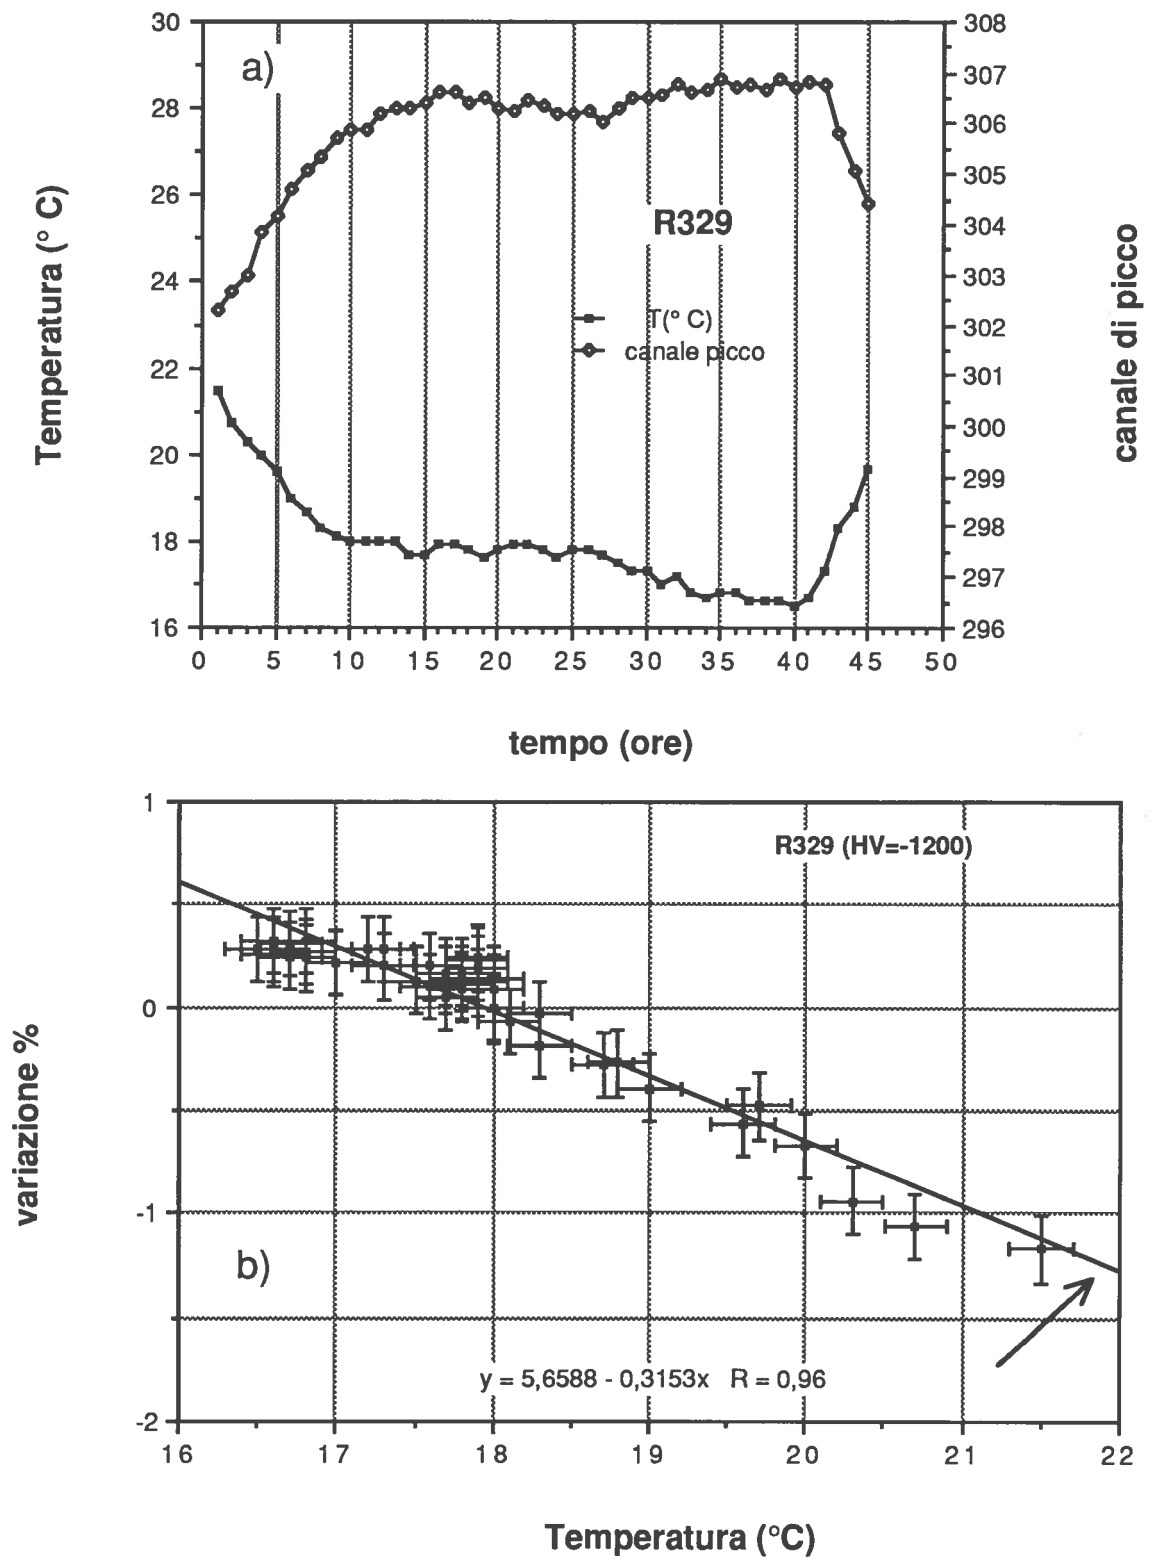 a)
30
28
26
24
22
20
18
16
Temperatura (° C)
308
307
306
305
304
303
302
301
300
299
298
297
296
canale di picco
R329
T(° C)
canale picco
0 5 10 15 20 25 30 35 40 45 50
tempo (ore)
1
0
-1
-2
variazione %
R329 (HV=-1200)
b)
y = 5,6588 - 0,3153x R = 0,96
16 17 18 19 20 21 22
Temperatura (°C)